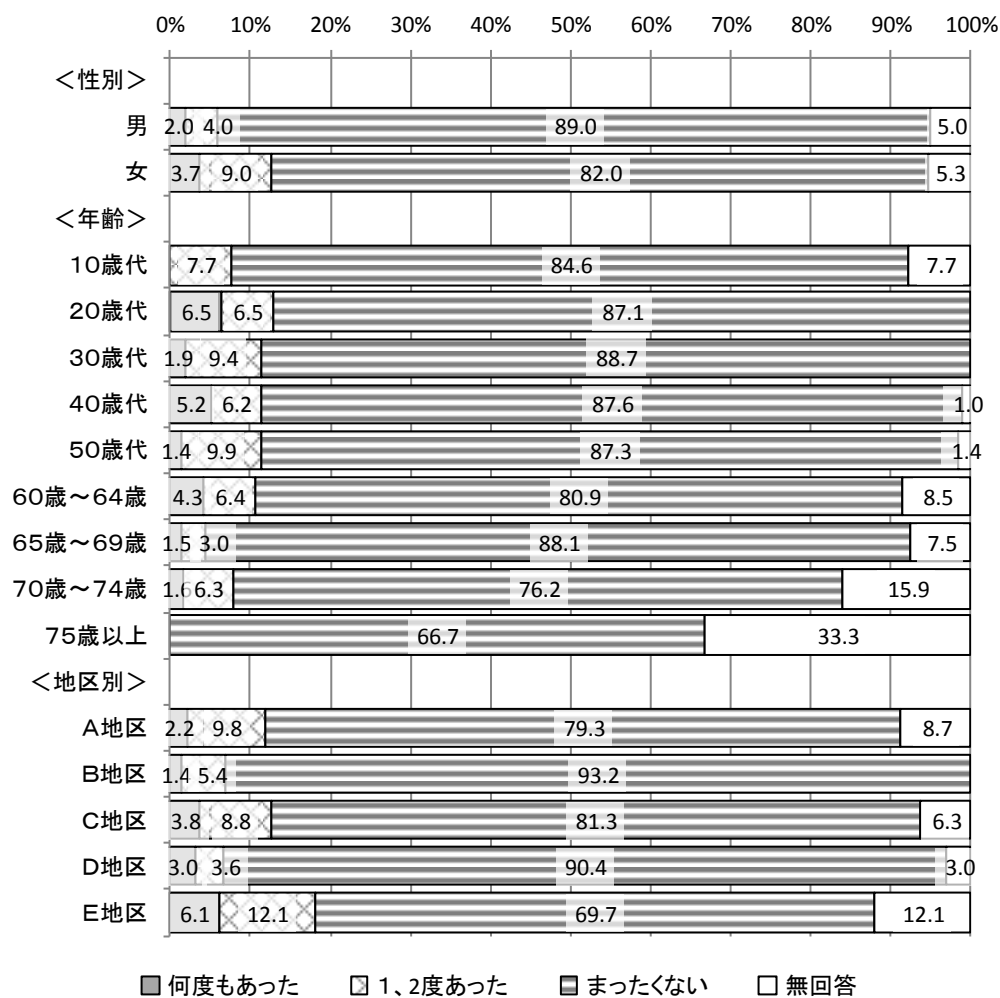 0% 10% 20% 30% 40% 50% 60% 70% 80% 90% 100%
＜性別＞
男 2.0 4.0 89.0 5.0
女 3.7 9.0 82.0 5.3
＜年齢＞
10歳代 7.7 84.6 7.7
20歳代 6.5 6.5 87.1
30歳代 1.9 9.4 88.7
40歳代 5.2 6.2 87.6 1.0
50歳代 1.4 9.9 87.3 1.4
60歳～64歳 4.3 6.4 80.9 8.5
65歳～69歳 1.5 3.0 88.1 7.5
70歳～74歳 1.6 6.3 76.2 15.9
75歳以上 66.7 33.3
＜地区別＞
A地区 2.2 9.8 79.3 8.7
B地区 1.4 5.4 93.2
C地区 3.8 8.8 81.3 6.3
D地区 3.0 3.6 90.4 3.0
E地区 6.1 12.1 69.7 12.1
何度もあった 1、2度あった まったくない 無回答